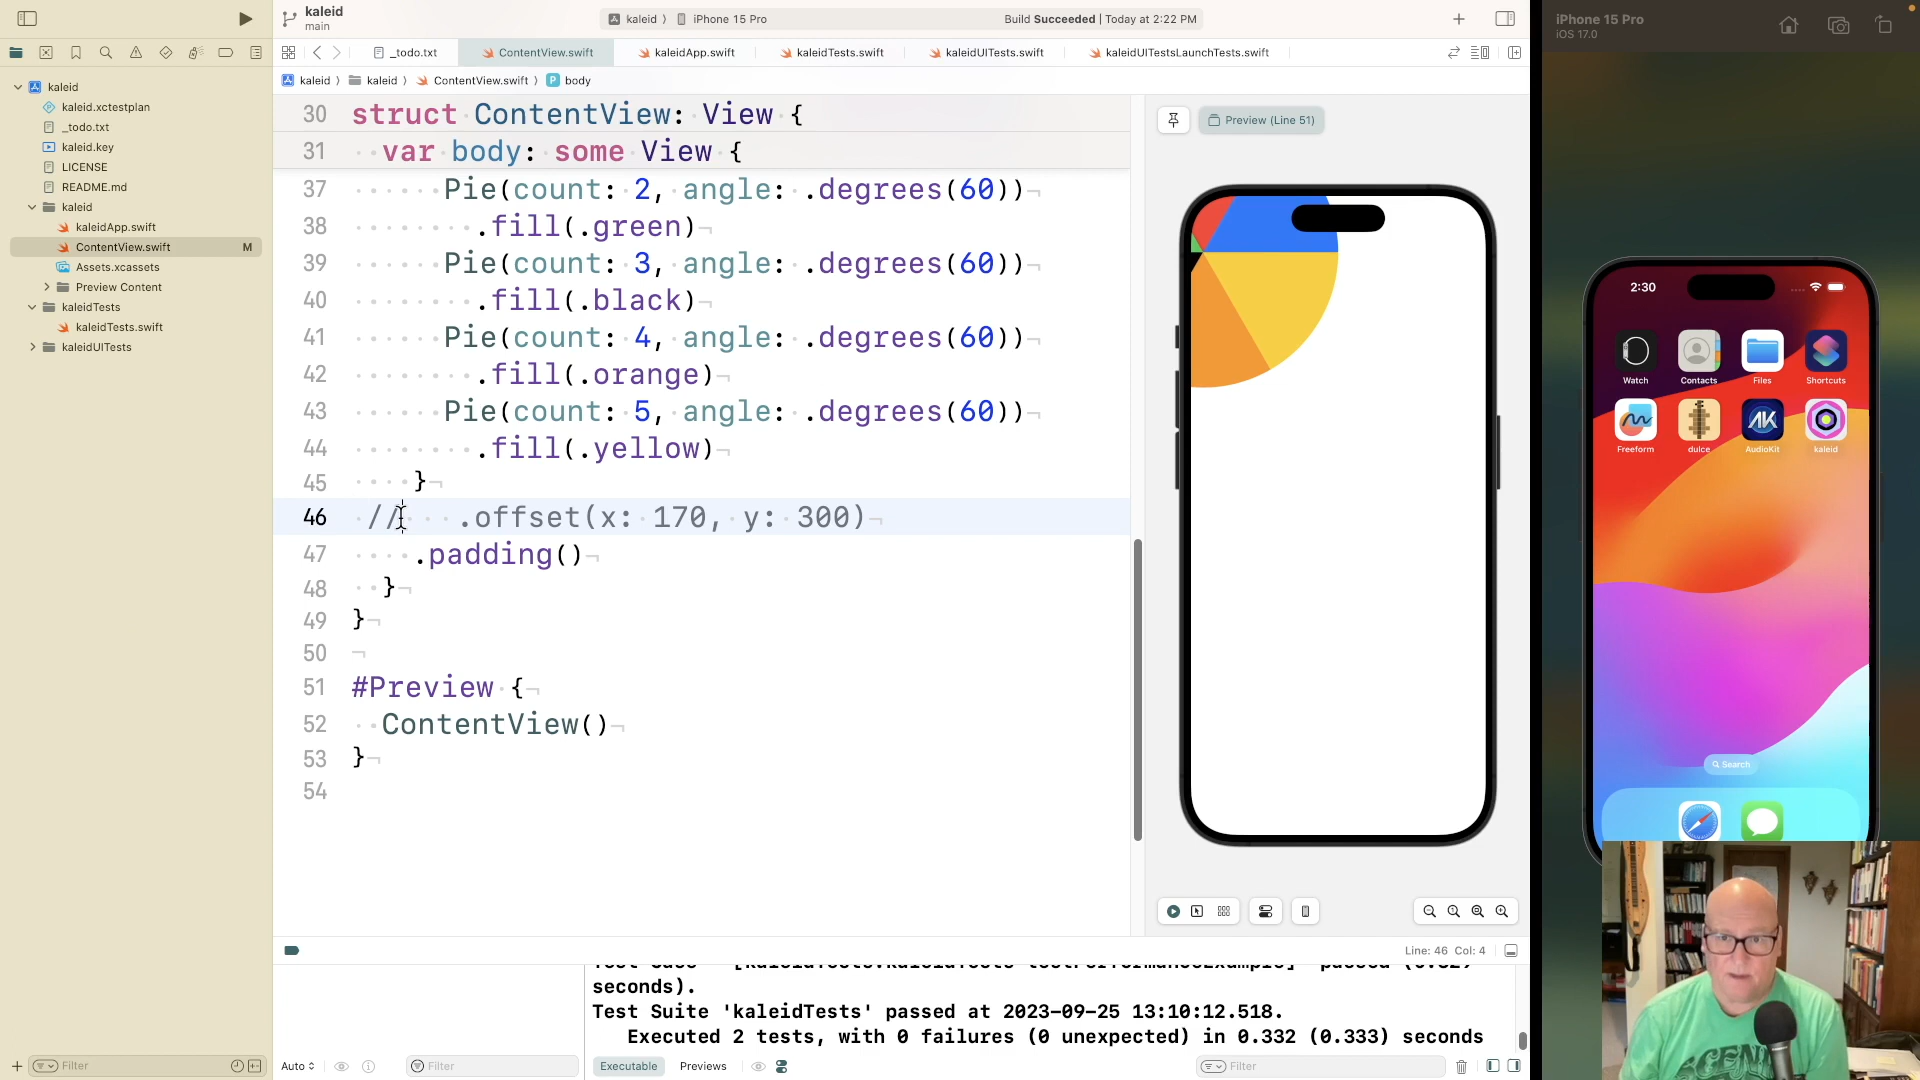 kaleid
main
kaleid
iPhone 15 Pro
Build Succeeded | Today at 2:22 PM
_todo.txt
ContentView.swift
kaleidApp.swift
kaleidTests.swift
kaleidUITests.swift
kaleidUITestsLaunchTests.swift
kaleid
kaleid
ContentView.swift
P
body
kaleid
kaleid.xctestplan
_todo.txt
kaleid.key
LICENSE
README.md
kaleid
kaleidApp.swift
ContentView.swift M
Assets.xcassets
Preview Content
kaleidTests
kaleidTests.swift
kaleidUITests
30 struct ContentView: View {
31 var body: some View {
37 Pie(count: 2, angle: .degrees(60))
38 .fill(.green)
39 Pie(count: 3, angle: .degrees(60))
40 .fill(.black)
41 Pie(count: 4, angle: .degrees(60))
42 .fill(.orange)
43 Pie(count: 5, angle: .degrees(60))
44 .fill(.yellow)
45 }
46 // .offset(x: 170, y: 300)
47 .padding()
48 }
49 }
50
51 #Preview {
52 ContentView()
53 }
54
Preview (Line 51)
Line: 46 Col: 4
seconds).
Test Suite 'kaleidTests' passed at 2023-09-25 13:10:12.518.
Executed 2 tests, with 0 failures (0 unexpected) in 0.332 (0.333) seconds
Filter
Auto
Filter
Executable
Previews
Filter
iPhone 15 Pro
iOS 17.0
2:30
Watch
Contacts
Files
Shortcuts
AK
Freeform
dulce
AudioKit
kaleid
Search